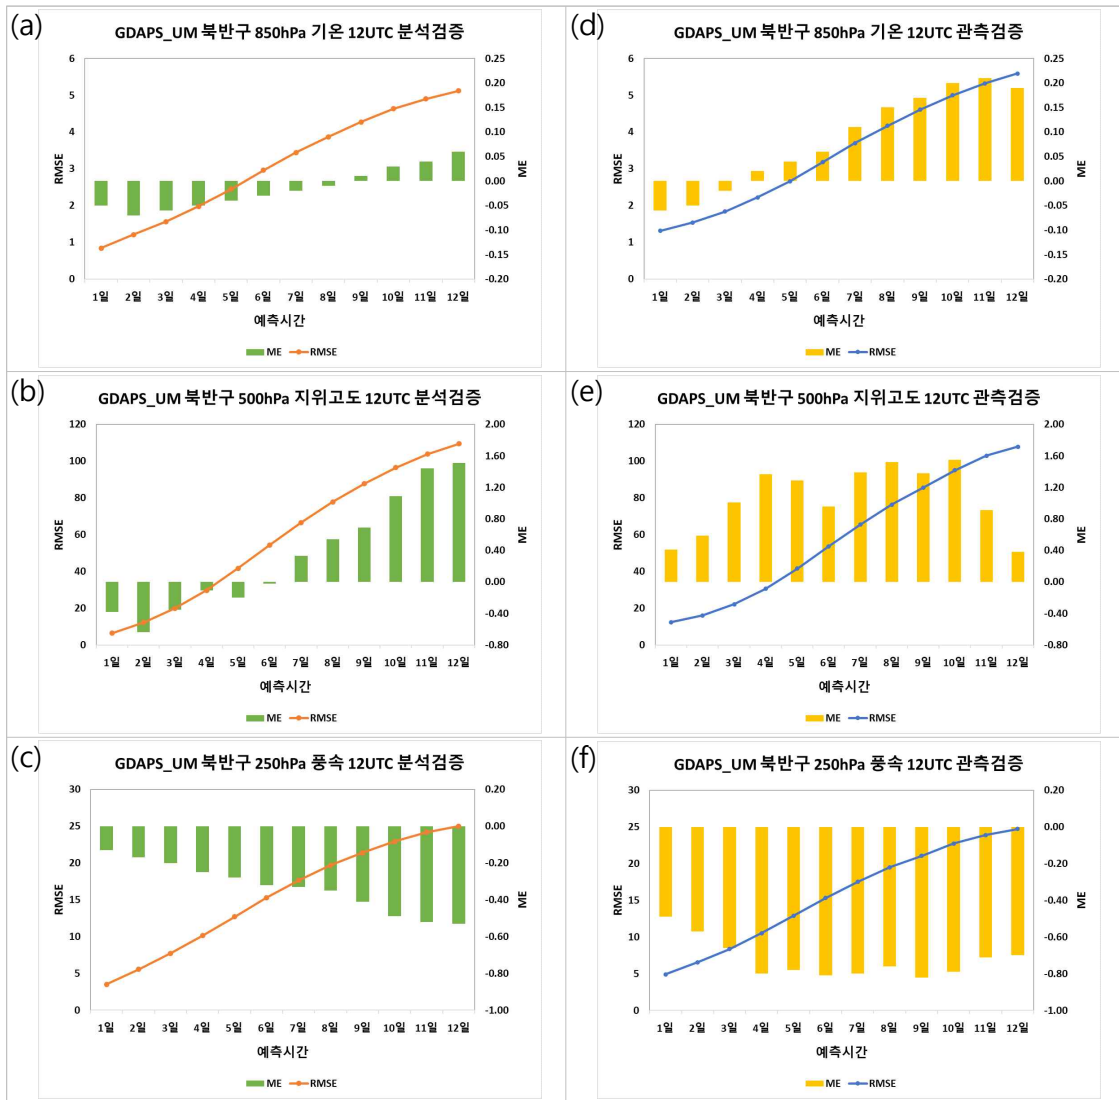 (a)
GDAPS_UM 북반구 850hPa 기온 12UTC 분석검증
6
5
4
3
2
1
0
RMSE
0.25
0.20
0.15
0.10
0.05
0.00
-0.05
-0.10
-0.15
-0.20
ME
1일 2일 3일 4일 5일 6일 7일 8일 9일 10일 11일 12일
예측시간
ME RMSE
(d)
GDAPS_UM 북반구 850hPa 기온 12UTC 관측검증
6
5
4
3
2
1
0
RMSE
0.25
0.20
0.15
0.10
0.05
0.00
-0.05
-0.10
-0.15
-0.20
ME
1일 2일 3일 4일 5일 6일 7일 8일 9일 10일 11일 12일
예측시간
ME RMSE
(b)
GDAPS_UM 북반구 500hPa 지위고도 12UTC 분석검증
120
100
80
60
40
20
0
RMSE
2.00
1.60
1.20
0.80
0.40
0.00
-0.40
-0.80
ME
1일 2일 3일 4일 5일 6일 7일 8일 9일 10일 11일 12일
예측시간
ME RMSE
(e)
GDAPS_UM 북반구 500hPa 지위고도 12UTC 관측검증
120
100
80
60
40
20
0
RMSE
2.00
1.60
1.20
0.80
0.40
0.00
-0.40
-0.80
ME
1일 2일 3일 4일 5일 6일 7일 8일 9일 10일 11일 12일
예측시간
ME RMSE
(c)
GDAPS_UM 북반구 250hPa 풍속 12UTC 분석검증
30
25
20
15
10
5
0
RMSE
0.20
0.00
-0.20
-0.40
-0.60
-0.80
-1.00
ME
1일 2일 3일 4일 5일 6일 7일 8일 9일 10일 11일 12일
예측시간
ME RMSE
(f)
GDAPS_UM 북반구 250hPa 풍속 12UTC 관측검증
30
25
20
15
10
5
0
RMSE
0.20
0.00
-0.20
-0.40
-0.60
-0.80
-1.00
ME
1일 2일 3일 4일 5일 6일 7일 8일 9일 10일 11일 12일
예측시간
ME RMSE